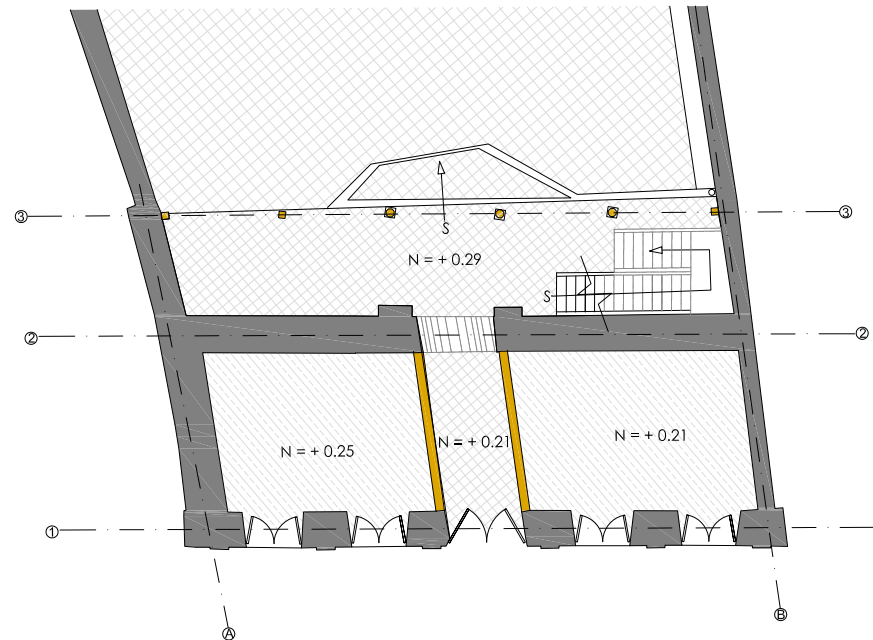 3
3
S
N = + 0.29
S
2
2
N = + 0.25
N = + 0.21
N = + 0.21
1
A
B